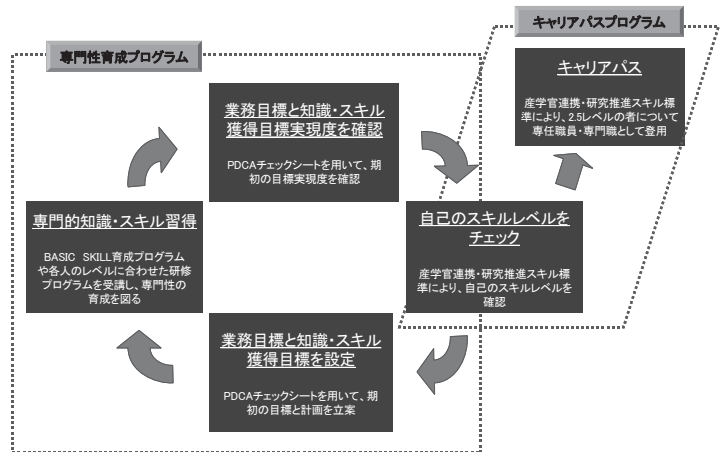 キャリアパスプログラム
専門性育成プログラム
キャリアパス
産学官連携・研究推進スキル標
準により、2.5レベルの者について
専任職員・専門職として登用
業務目標と知識・スキル
獲得目標実現度を確認
PDCAチェックシートを用いて、期
初の目標実現度を確認
専門的知識・スキル習得
BASIC SKILL育成プログラム
や各人のレベルに合わせた研修
プログラムを受講し、専門性の
育成を図る
自己のスキルレベルを
チェック
産学官連携・研究推進スキル標
準により、自己のスキルレベルを
確認
業務目標と知識・スキル
獲得目標を設定
PDCAチェックシートを用いて、期
初の目標と計画を立案